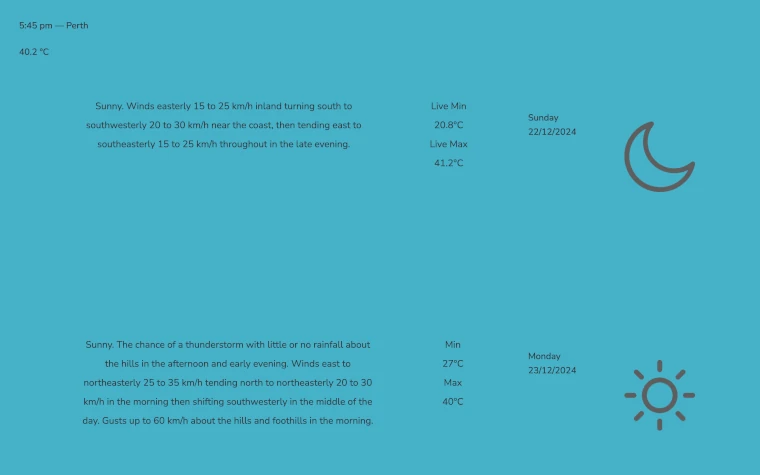 5:45 pm — Perth
40.2 °C
Sunny. Winds easterly 15 to 25 km/h inland turning south to
southwesterly 20 to 30 km/h near the coast, then tending east to
southeasterly 15 to 25 km/h throughout in the late evening.
Live Min
20.8°C
Live Max
41.2°C
Sunday
22/12/2024
Sunny. The chance of a thunderstorm with little or no rainfall about
the hills in the afternoon and early evening. Winds east to
northeasterly 25 to 35 km/h tending north to northeasterly 20 to 30
km/h in the morning then shifting southwesterly in the middle of the
day. Gusts up to 60 km/h about the hills and foothills in the morning.
Min
27°C
Max
40°C
Monday
23/12/2024